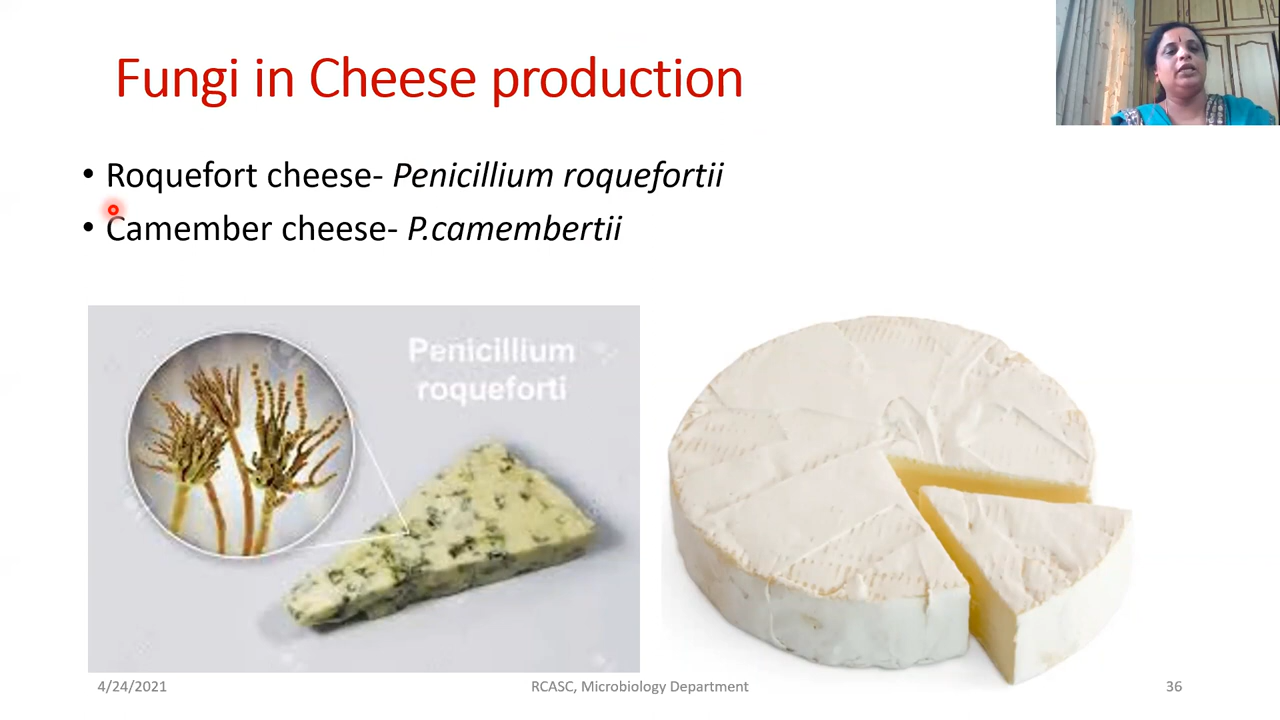 Fungi in Cheese production
• Roquefort cheese- Penicillium roquefortii
• Camember cheese- P.camembertii
Penicillium
roqueforti
4/24/2021
RCASC, Microbiology Department
36